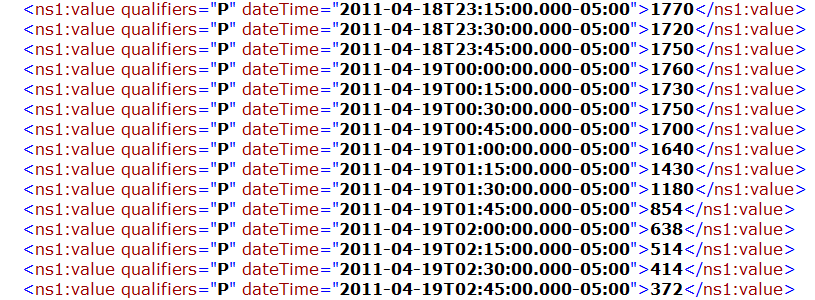 <ns1:value qualifiers="P" dateTime="2011-04-18T23:15:00.000-05:00">1770</ns1:value>
<ns1:value qualifiers="P" dateTime="2011-04-18T23:30:00.000-05:00">1720</ns1:value>
<ns1:value qualifiers="P" dateTime="2011-04-18T23:45:00.000-05:00">1750</ns1:value>
<ns1:value qualifiers="P" dateTime="2011-04-19T00:00:00.000-05:00">1760</ns1:value>
<ns1:value qualifiers="P" dateTime="2011-04-19T00:15:00.000-05:00">1730</ns1:value>
<ns1:value qualifiers="P" dateTime="2011-04-19T00:30:00.000-05:00">1750</ns1:value>
<ns1:value qualifiers="P" dateTime="2011-04-19T00:45:00.000-05:00">1700</ns1:value>
<ns1:value qualifiers="P" dateTime="2011-04-19T01:00:00.000-05:00">1640</ns1:value>
<ns1:value qualifiers="P" dateTime="2011-04-19T01:15:00.000-05:00">1430</ns1:value>
<ns1:value qualifiers="P" dateTime="2011-04-19T01:30:00.000-05:00">1180</ns1:value>
<ns1:value qualifiers="P" dateTime="2011-04-19T01:45:00.000-05:00">854</ns1:value>
<ns1:value qualifiers="P" dateTime="2011-04-19T02:00:00.000-05:00">638</ns1:value>
<ns1:value qualifiers="P" dateTime="2011-04-19T02:15:00.000-05:00">514</ns1:value>
<ns1:value qualifiers="P" dateTime="2011-04-19T02:30:00.000-05:00">414</ns1:value>
<ns1:value qualifiers="P" dateTime="2011-04-19T02:45:00.000-05:00">372</ns1:value>